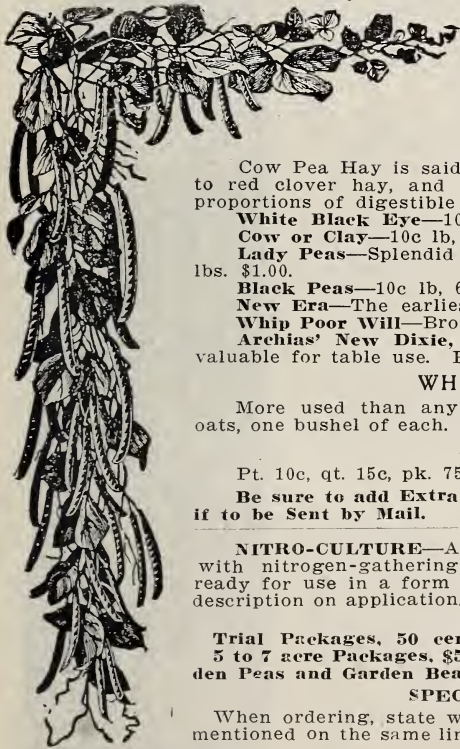 Cow Pea Hay is said
to red clover hay, and
proportions of digestible
White Black Eye—10
Cow or Clay—10c lb,
Lady Peas—Splendid
lbs. $1.00.
Black Peas—10c lb, 6
New Era—The earlies
Whip Poor Will—Bro
Archias' New Dixie,
valuable for table use.
WH
More used than any
oats, one bushel of each.
Pt. 10c, qt. 15c, pk. 75
Be sure to add Extra
if to be Sent by Mail.
NITRO-CULTURE—A
with nitrogen-gathering
ready for use in a form
description on application,
Trial Packages, 50 cen
5 to 7 acre Packages, $5
den Peas and Garden Bea
SPEC
When ordering, state w
mentioned on the same lin